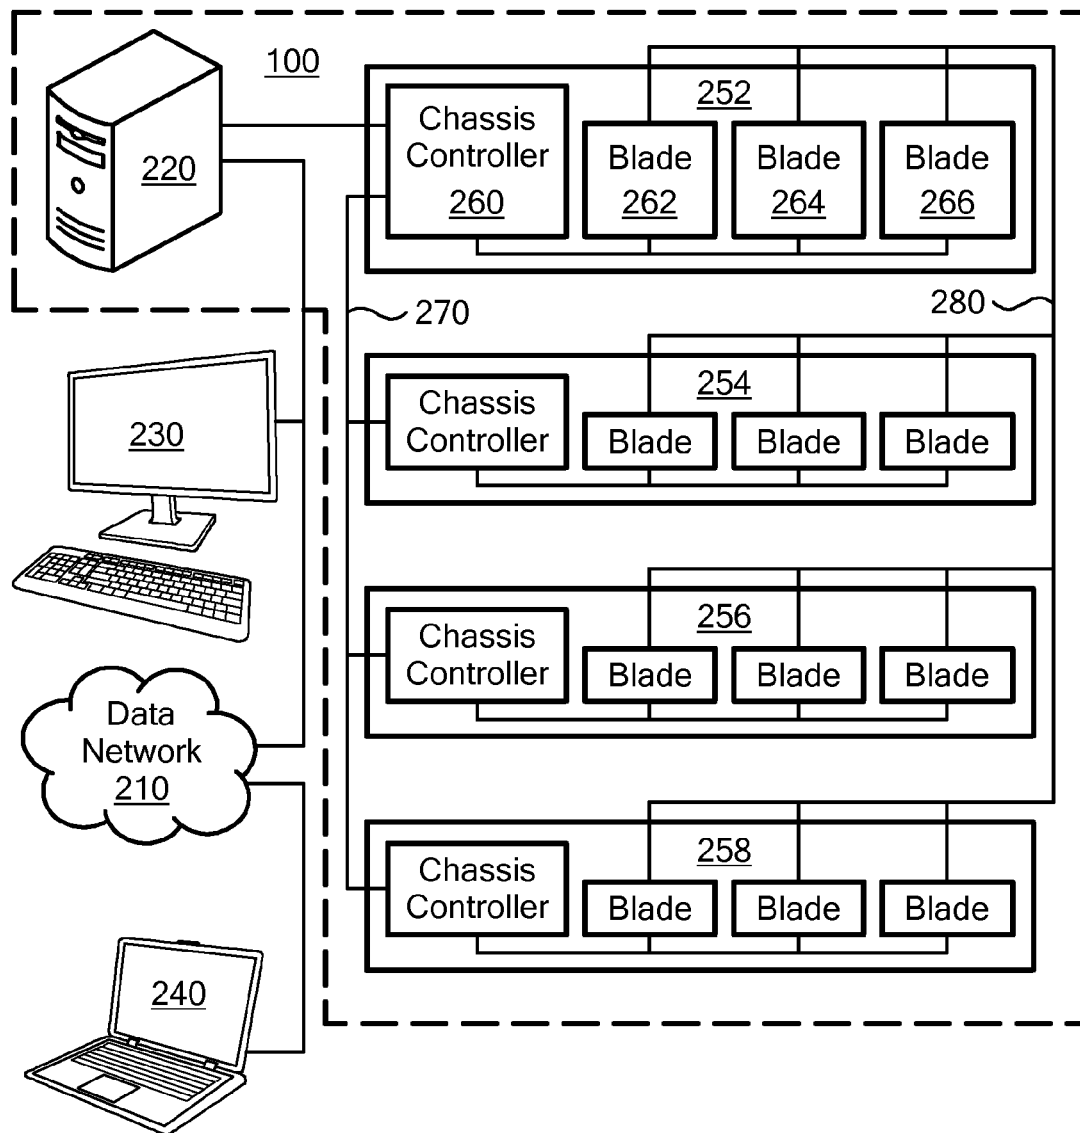 100
220
252
Chassis
Controller
260
Blade
262
Blade
264
Blade
266
270
280
230
254
Chassis
Controller
Blade
Blade
Blade
256
Chassis
Controller
Blade
Blade
Blade
Data
Network
210
258
Chassis
Controller
Blade
Blade
Blade
240